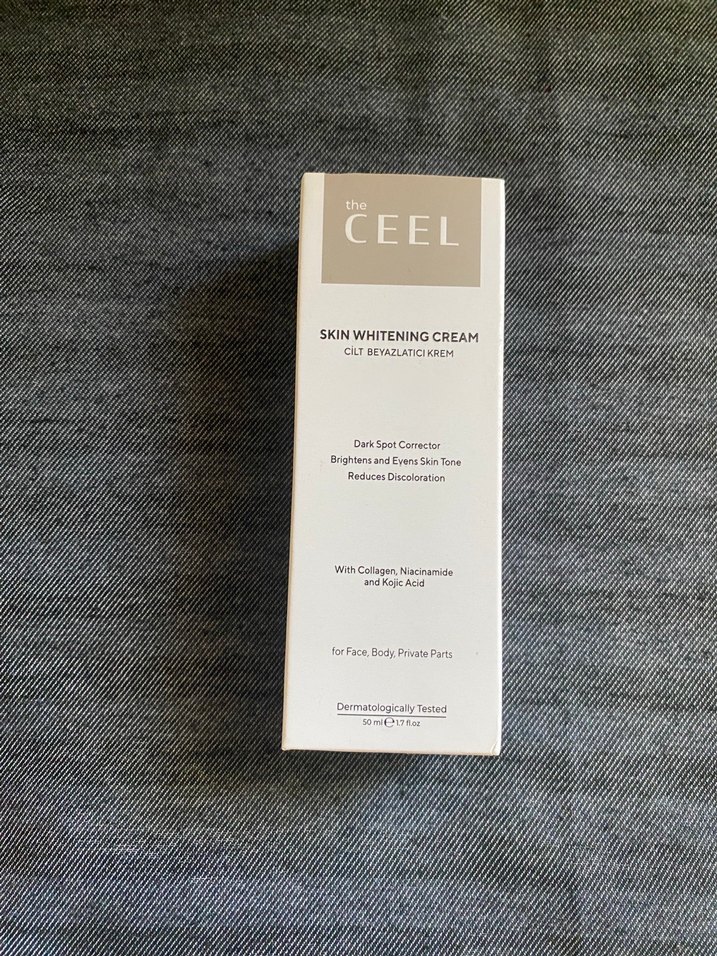 the
CEEL
SKIN WHITENING CREAM
CİLT BEYAZLATICI KREM
Dark Spot Corrector
Brightens and Evens Skin Tone
Reduces Discoloration
With Collagen, Niacinamide
and Kojic Acid
for Face, Body, Private Parts
Dermatologically Tested
50 ml ℮ 1.7 fl.oz